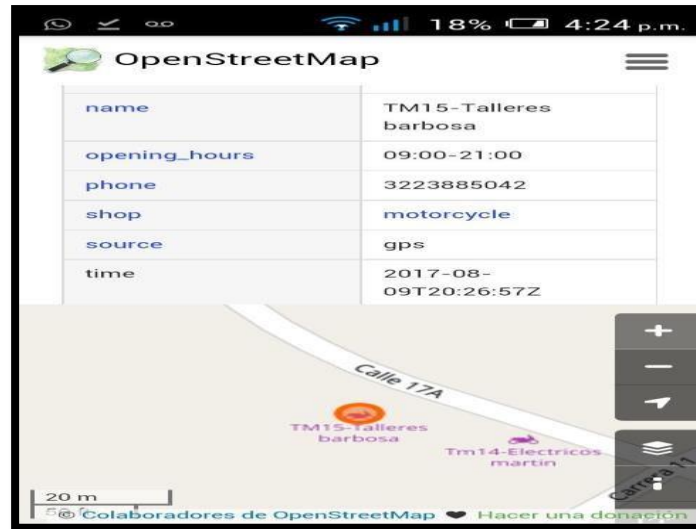 18% 4:24 p.m.
OpenStreetMap
name TM15-Talleres
barbosa
opening_hours 09:00-21:00
phone 3223885042
shop motorcycle
source gps
time 2017-08-
09T20:26:57Z
Calle 17A
TM15-Talleres
barbosa
Tm14-Electricos
martin
Carrera 11
20 m
© Colaboradores de OpenStreetMap ♥ Hacer una donación